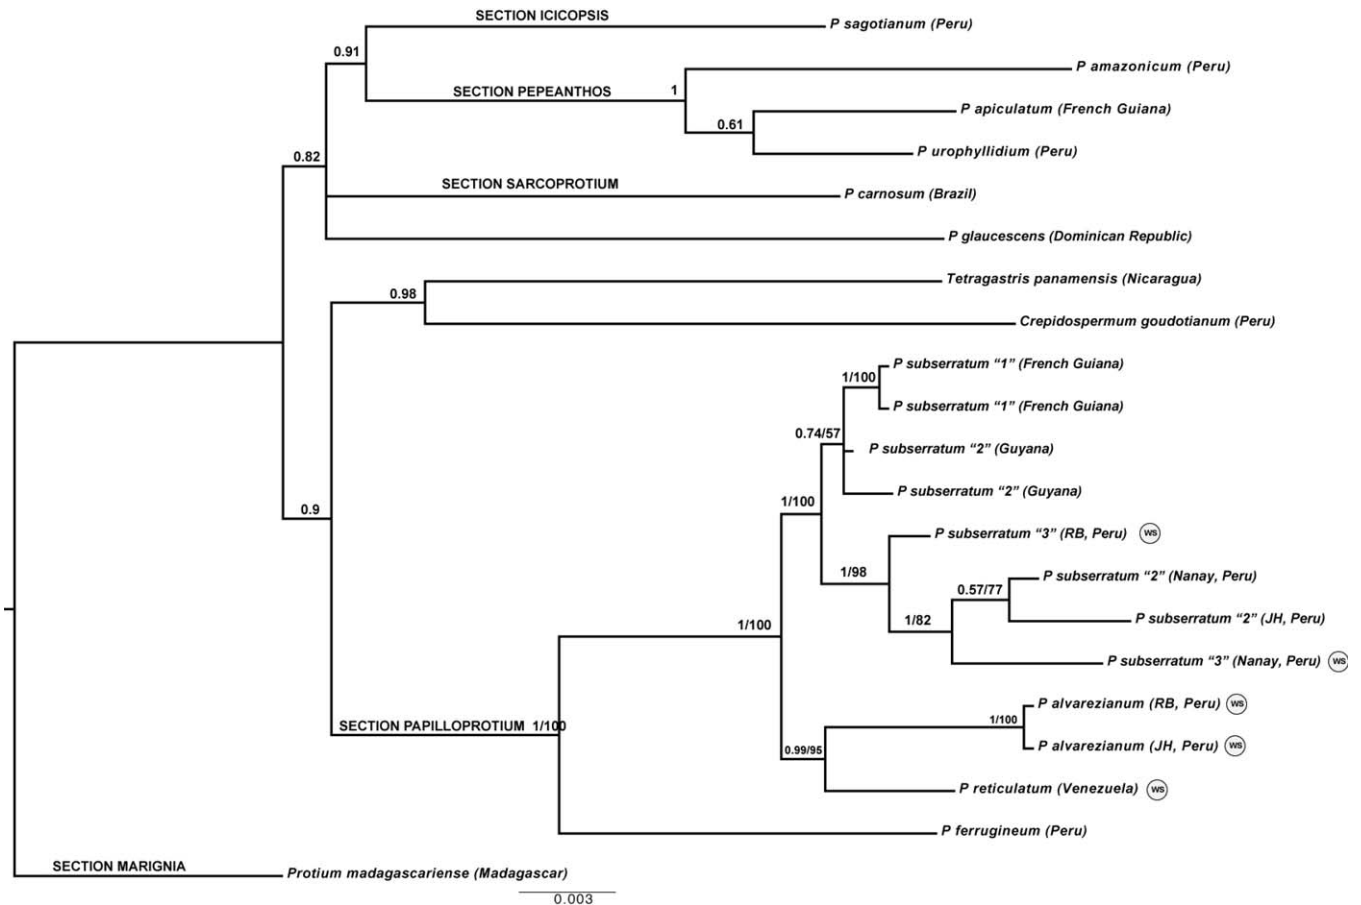 SECTION ICICOPSIS
P sagotianum (Peru)
0.91
P amazonicum (Peru)
SECTION PEPEANTHOS
1
P apiculatum (French Guiana)
0.61
P urophyllidium (Peru)
0.82
SECTION SARCOPROTIUM
P carnosum (Brazil)
P glaucescens (Dominican Republic)
Tetragastris panamensis (Nicaragua)
0.98
Crepidospermum goudotianum (Peru)
P subserratum “1” (French Guiana)
1/100
P subserratum “1” (French Guiana)
0.74/57
P subserratum “2” (Guyana)
P subserratum “2” (Guyana)
1/100
0.9
P subserratum “3” (RB, Peru) WS
1/98
P subserratum “2” (Nanay, Peru)
0.57/77
P subserratum “2” (JH, Peru)
1/82
1/100
P subserratum “3” (Nanay, Peru) WS
P alvarezianum (RB, Peru) WS
1/100
SECTION PAPILLOPROTIUM 1/100
P alvarezianum (JH, Peru) WS
0.99/95
P reticulatum (Venezuela) WS
P ferrugineum (Peru)
SECTION MARIGNIA
Protium madagascariense (Madagascar)
0.003